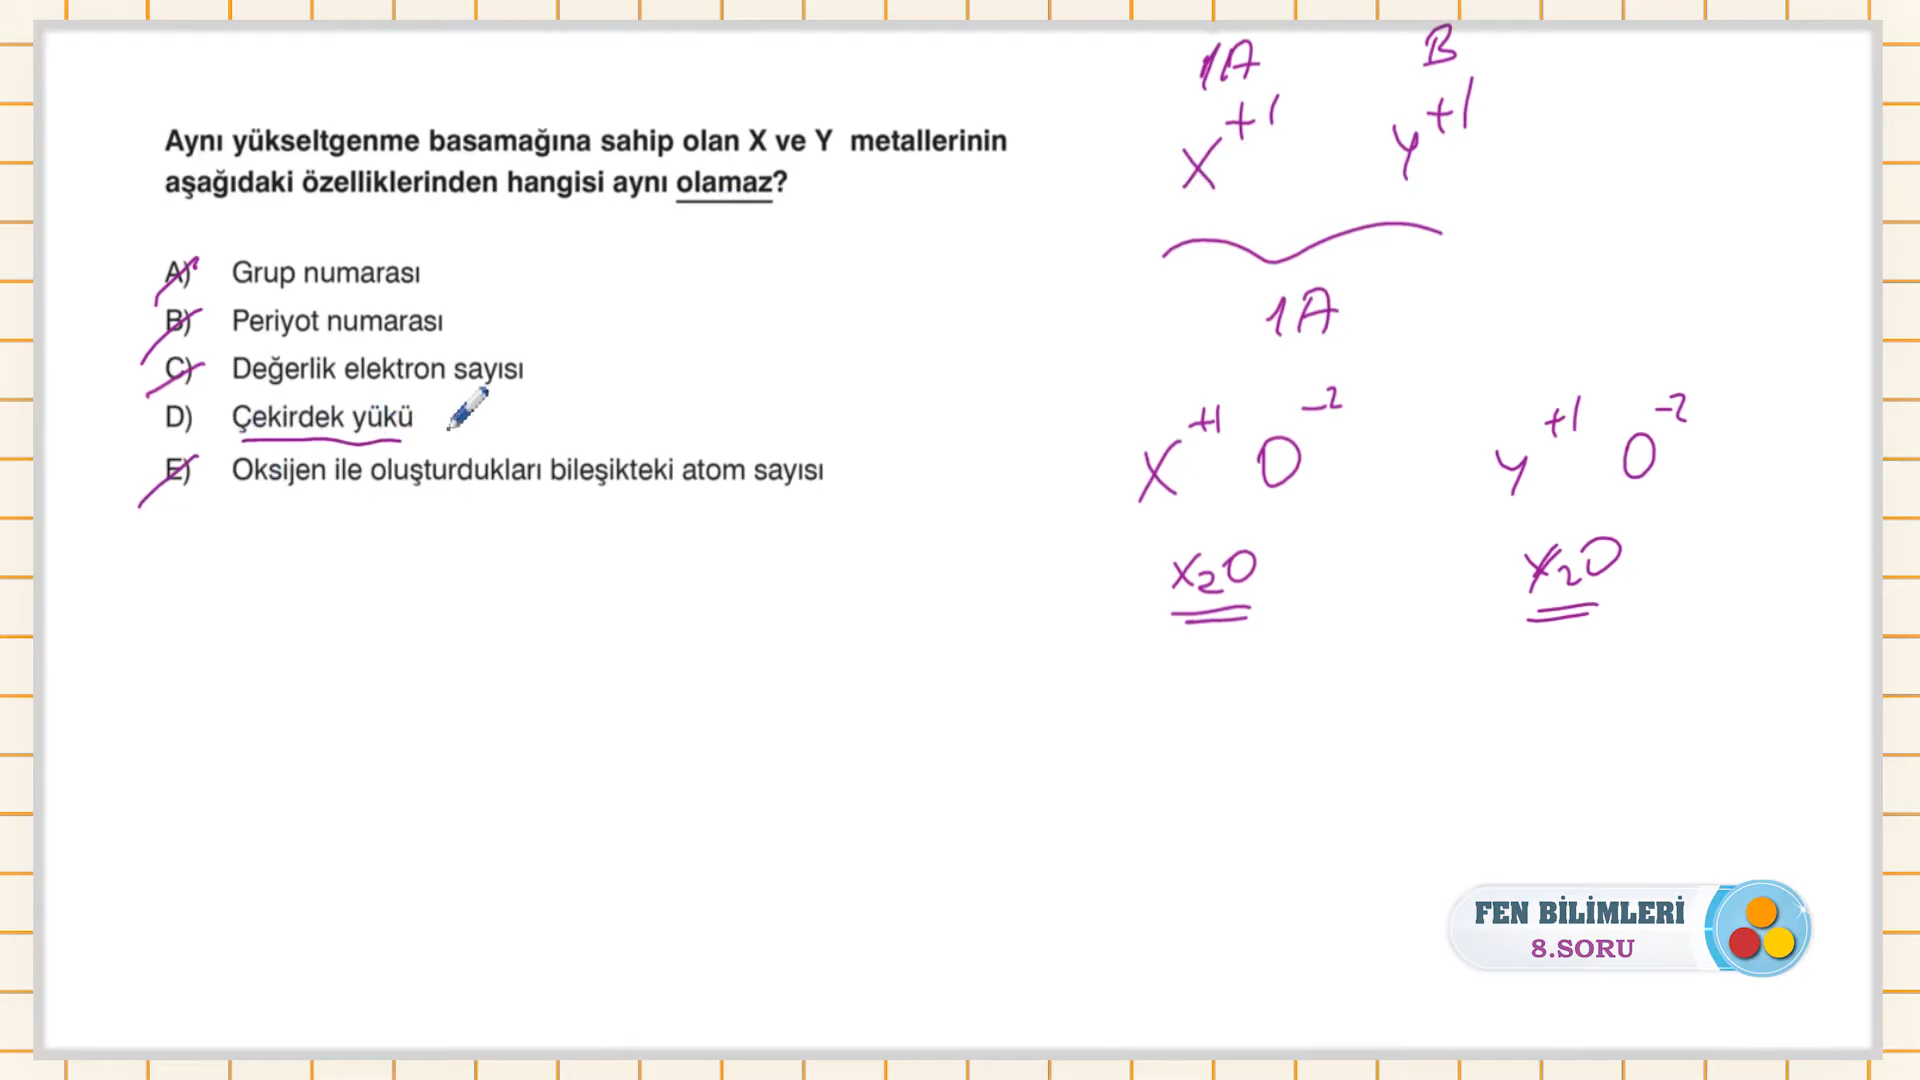 Aynı yükseltgenme basamağına sahip olan X ve Y metallerinin
aşağıdaki özelliklerinden hangisi aynı olamaz?
A) Grup numarası
B) Periyot numarası
C) Değerlik elektron sayısı
D) Çekirdek yükü
E) Oksijen ile oluşturdukları bileşikteki atom sayısı
1A B
X+1 Y+1
1A
X+1 O-2 Y+1 O-2
X2O Y2O
FEN BİLİMLERİ
8.SORU